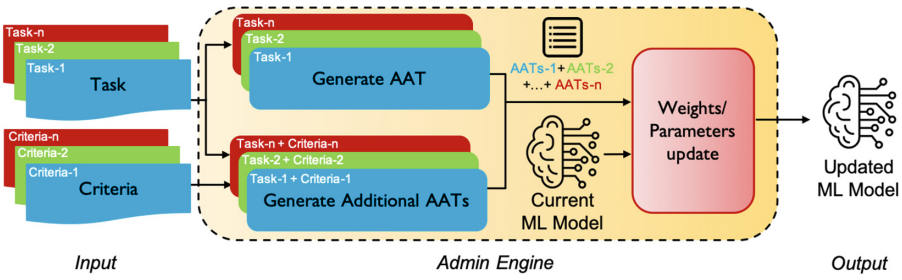 Task-n
Task-2
Task-1
Task
Criteria-n
Criteria-2
Criteria-1
Criteria
Task-n
Task-2
Task-1
Generate AAT
Task-n + Criteria-n
Task-2 + Criteria-2
Task-1 + Criteria-1
Generate Additional AATs
AATs-1+AATs-2
+...+ AATs-n
Current
ML Model
Weights/
Parameters
update
Updated
ML Model
Input
Admin Engine
Output